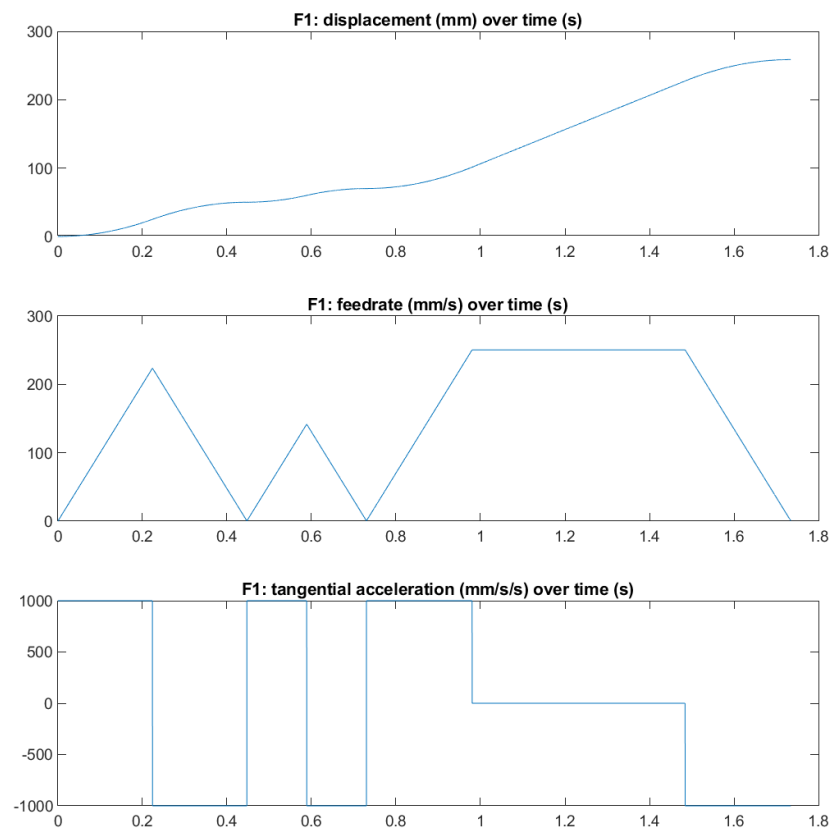 F1: displacement (mm) over time (s)
300
200
100
0
0 0.2 0.4 0.6 0.8 1 1.2 1.4 1.6 1.8
F1: feedrate (mm/s) over time (s)
300
200
100
0
0 0.2 0.4 0.6 0.8 1 1.2 1.4 1.6 1.8
F1: tangential acceleration (mm/s/s) over time (s)
1000
500
0
-500
-1000
0 0.2 0.4 0.6 0.8 1 1.2 1.4 1.6 1.8